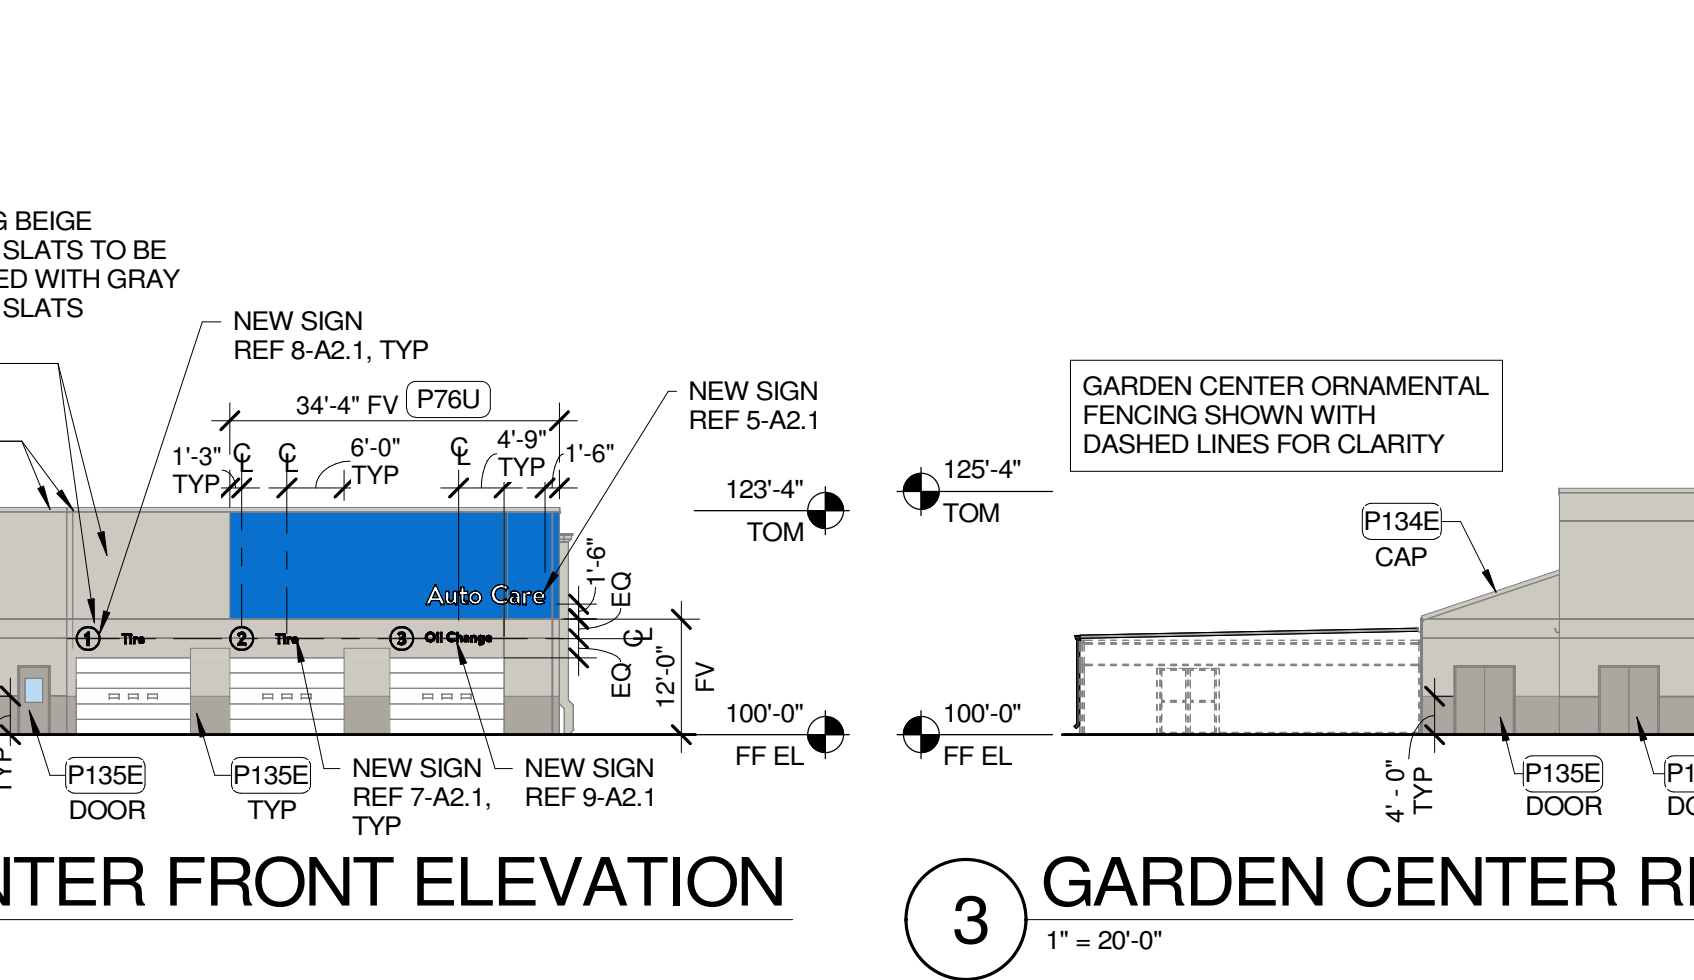 G BEIGE
SLATS TO BE
ED WITH GRAY
SLATS
NEW SIGN
REF 8-A2.1, TYP
34'-4" FV
P76U
NEW SIGN
REF 5-A2.1
1'-3"
TYP
℄
℄
6'-0"
TYP
℄
4'-9"
TYP
1'-6"
123'-4"
TOM
1'-6"
EQ
℄
EQ
12'-0"
FV
Auto Care
1
Tire
2
Tire
3
Oil Change
100'-0"
FF EL
TYP
P135E
DOOR
P135E
TYP
NEW SIGN
REF 7-A2.1,
TYP
NEW SIGN
REF 9-A2.1
NTER FRONT ELEVATION
GARDEN CENTER ORNAMENTAL
FENCING SHOWN WITH
DASHED LINES FOR CLARITY
125'-4"
TOM
P134E
CAP
100'-0"
FF EL
4' - 0"
TYP
P135E
DOOR
P1
DO
3
GARDEN CENTER RE
1" = 20'-0"